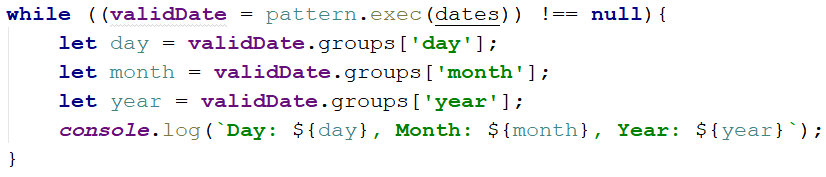 while ((validDate = pattern.exec(dates)) !== null){
    let day = validDate.groups['day'];
    let month = validDate.groups['month'];
    let year = validDate.groups['year'];
    console.log(`Day: ${day}, Month: ${month}, Year: ${year}`);
}